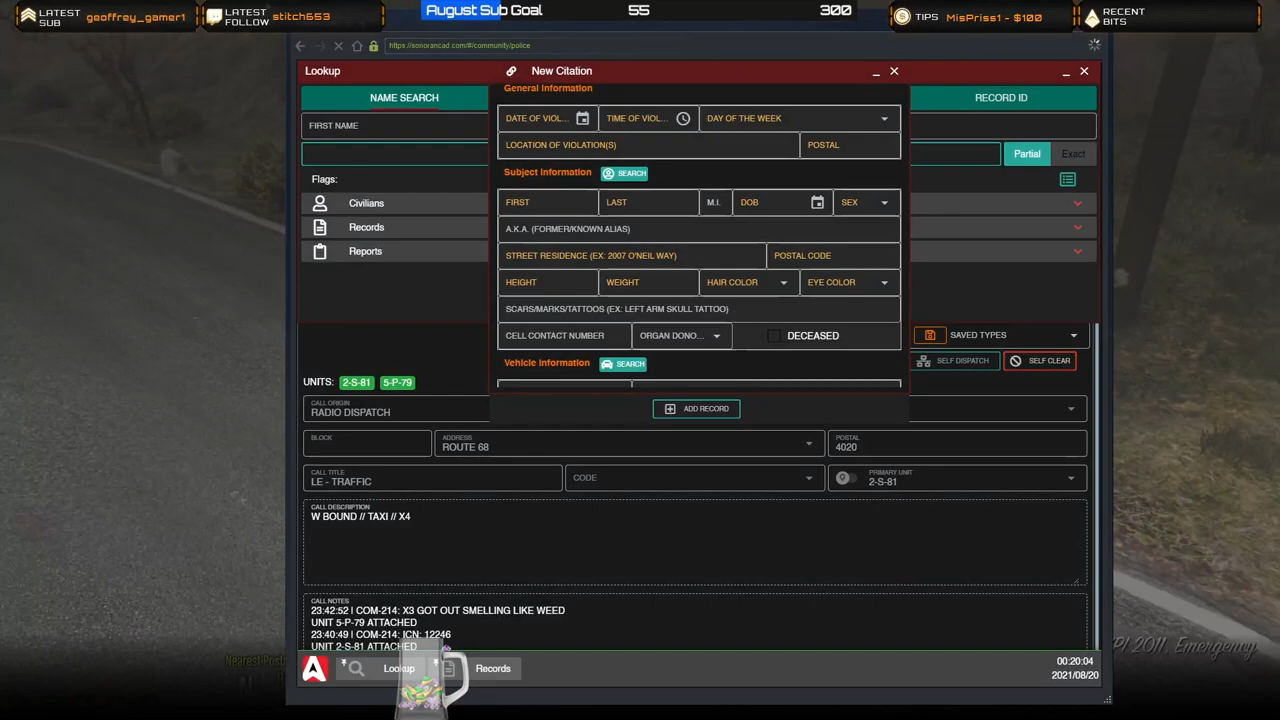 LATEST SUB geoffrey_gamer1
LATEST FOLLOW stitch653
August Sub Goal 55 300
TIPS MisPriss1 - $100
RECENT BITS
https://sonorancad.com/#/community/police
Lookup
New Citation
NAME SEARCH
RECORD ID
FIRST NAME
Partial
Exact
Flags:
Civilians
Records
Reports
General Information
DATE OF VIOL... TIME OF VIOL... DAY OF THE WEEK
LOCATION OF VIOLATION(S) POSTAL
Subject Information SEARCH
FIRST LAST M.I. DOB SEX
A.K.A. (FORMER/KNOWN ALIAS)
STREET RESIDENCE (EX: 2007 O'NEIL WAY) POSTAL CODE
HEIGHT WEIGHT HAIR COLOR EYE COLOR
SCARS/MARKS/TATTOOS (EX: LEFT ARM SKULL TATTOO)
CELL CONTACT NUMBER ORGAN DONO... DECEASED
Vehicle Information SEARCH
ADD RECORD
SAVED TYPES
SELF DISPATCH SELF CLEAR
UNITS: 2-S-81 5-P-79
CALL ORIGIN
RADIO DISPATCH
BLOCK
ADDRESS
ROUTE 68
POSTAL
4020
CALL TITLE
LE - TRAFFIC
CODE
PRIMARY UNIT
2-S-81
CALL DESCRIPTION
W BOUND // TAXI // X4
CALL NOTES
23:42:52 | COM-214: X3 GOT OUT SMELLING LIKE WEED
UNIT 5-P-79 ATTACHED
23:40:49 | COM-214: ICN: 12246
UNIT 2-S-81 ATTACHED
Lookup
Records
00:20:04
2021/08/20
2011, Emergency
Nearest Posta